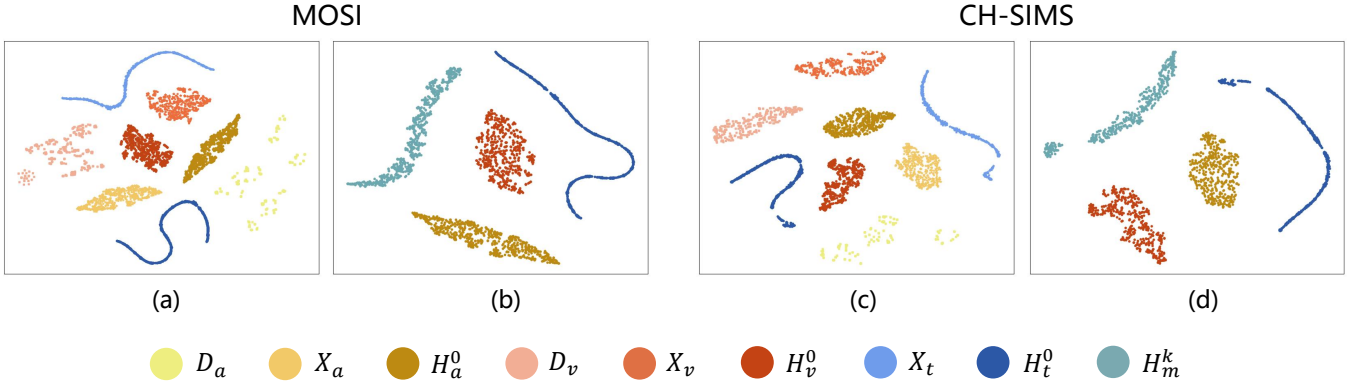 MOSI CH-SIMS
(a) (b) (c) (d)
D_a X_a H_a^0 D_v X_v H_v^0 X_t H_t^0 H_m^k